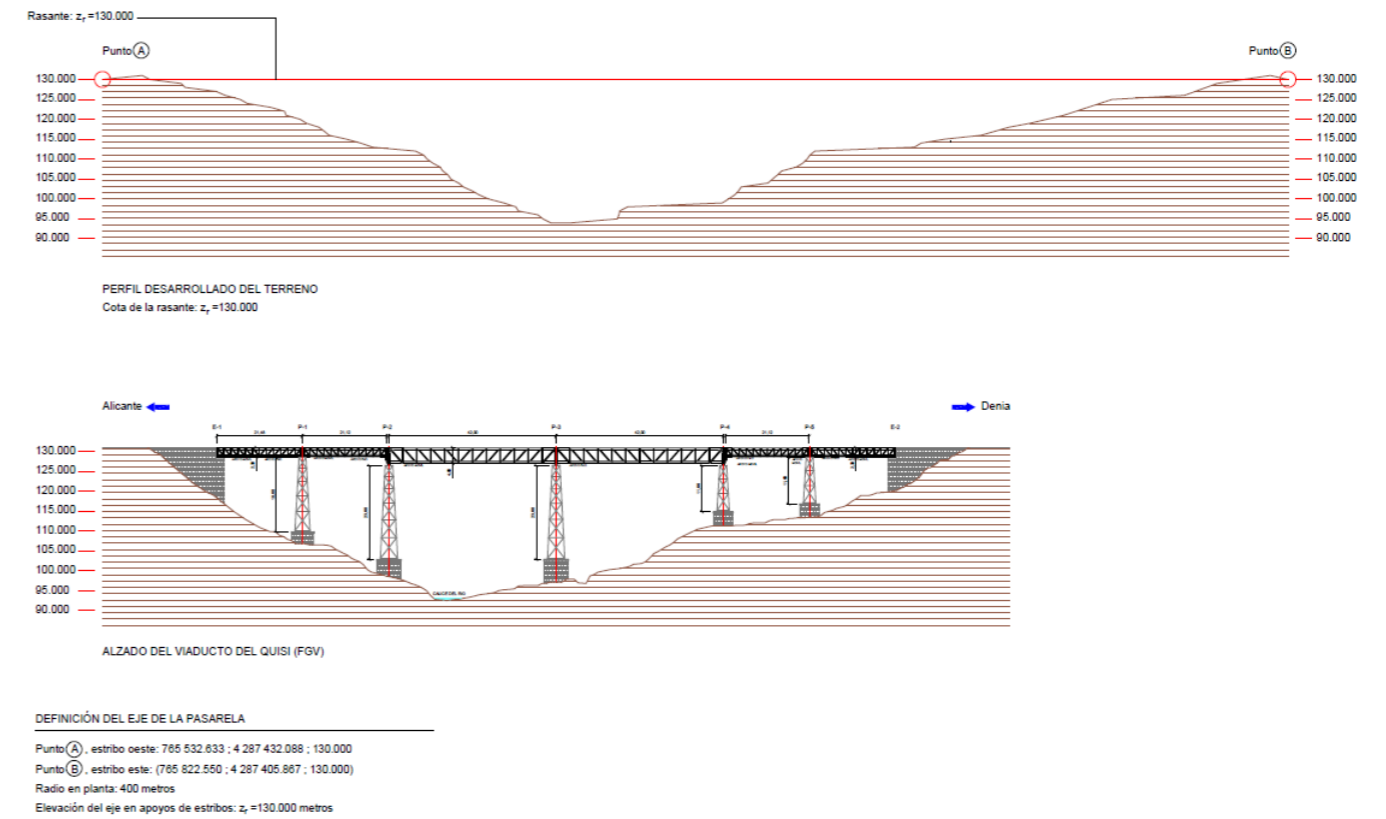 Rasante: zr =130.000
Punto A
Punto B
130.000
130.000
125.000
125.000
120.000
120.000
115.000
115.000
110.000
110.000
105.000
105.000
100.000
100.000
95.000
95.000
90.000
90.000
PERFIL DESARROLLADO DEL TERRENO
Cota de la rasante: zr =130.000
Alicante
Denia
E-1
P-1
P-2
P-3
P-4
P-5
E-2
130.000
125.000
120.000
115.000
110.000
105.000
100.000
95.000
90.000
ALZADO DEL VIADUCTO DEL QUISI (FGV)
DEFINICIÓN DEL EJE DE LA PASARELA
Punto A , estribo oeste: 765 532.633 ; 4 287 432.088 ; 130.000
Punto B , estribo este: (765 822.550 ; 4 287 405.867 ; 130.000)
Radio en planta: 400 metros
Elevación del eje en apoyos de estribos: zr =130.000 metros